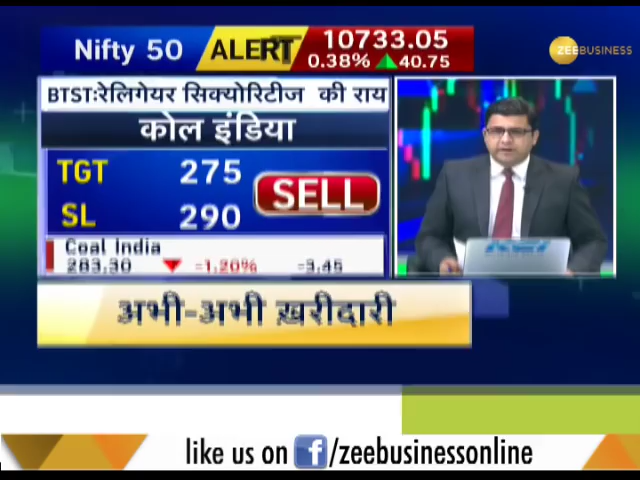 Nifty 50
ALERT
10733.05
0.38% ▲40.75
ZEEBUSINESS
BTST:रेलिगेयर सिक्योरिटीज की राय
कोल इंडिया
TGT 275
SL 290
SELL
Coal India
283.30 ▼ -1.20% -3.45
अभी-अभी ख़रीदारी
like us on f/zeebusinessonline